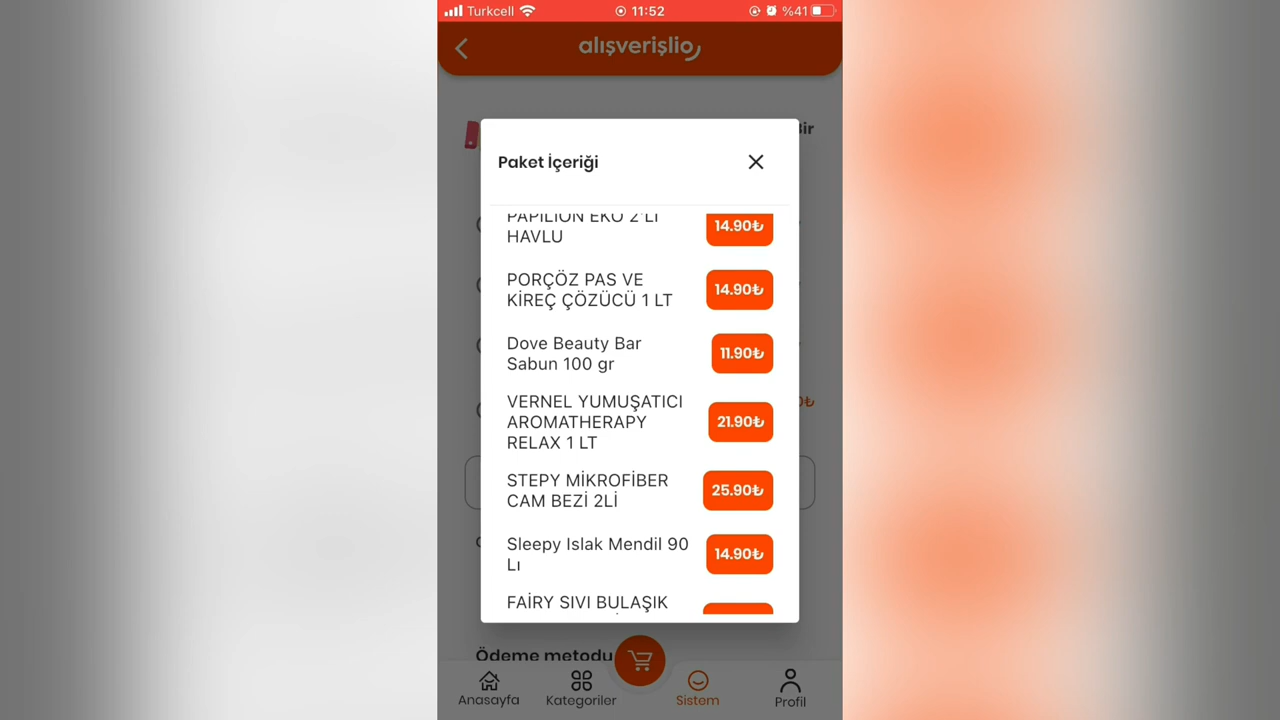 Turkcell 11:52 %41
alışverişlio
Bir
Paket İçeriği
PAPILION EKO 2'Lİ
HAVLU
14.90₺
PORÇÖZ PAS VE
KİREÇ ÇÖZÜCÜ 1 LT
14.90₺
Dove Beauty Bar
Sabun 100 gr
11.90₺
VERNEL YUMUŞATICI
AROMATHERAPY
RELAX 1 LT
21.90₺
STEPY MİKROFİBER
CAM BEZİ 2Lİ
25.90₺
Sleepy Islak Mendil 90
Lı
14.90₺
FAİRY SIVI BULAŞIK
Ödeme metodu
Anasayfa
Kategoriler
Sistem
Profil